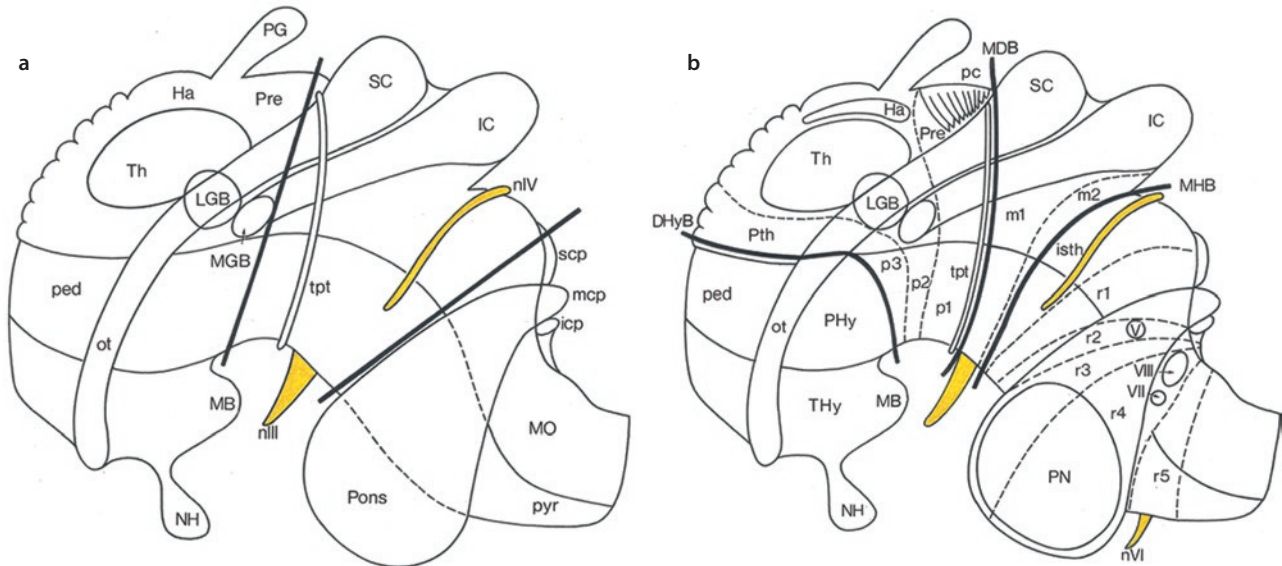 a
PG
Ha
Pre
SC
IC
Th
LGB
nIV
MGB
scp
mcp
icp
ped
tpt
ot
MB
nIII
MO
Pons
pyr
NH
b
MDB
pc
SC
Ha
Pre
IC
Th
LGB
m2
MHB
m1
DHyB
Pth
isth
p3
p2
tpt
ped
r1
p1
PHy
ot
r2
V
r3
VIII
VII
THy
MB
r4
PN
r5
NH
nVI